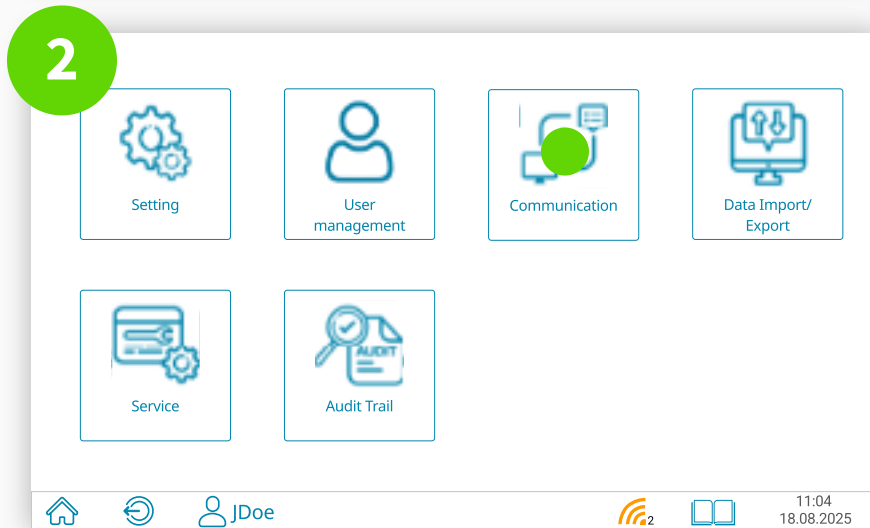 2
Setting
User
management
Communication
Data Import/
Export
Service
AUDIT
Audit Trail
JDoe
2
11:04
18.08.2025